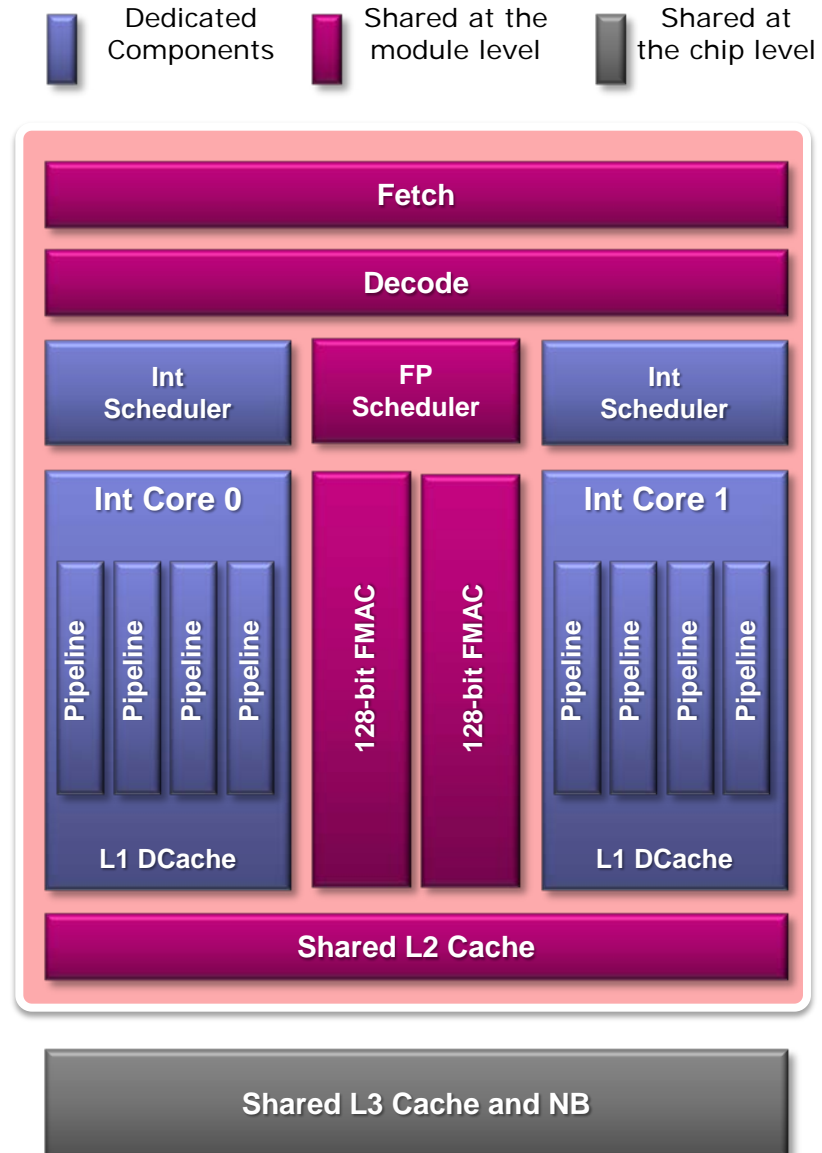 Dedicated
Components
Shared at the
module level
Shared at
the chip level
Fetch
Decode
Int
Scheduler
FP
Scheduler
Int
Scheduler
Int Core 0
Pipeline
Pipeline
Pipeline
Pipeline
L1 DCache
128-bit FMAC
128-bit FMAC
Int Core 1
Pipeline
Pipeline
Pipeline
Pipeline
L1 DCache
Shared L2 Cache
Shared L3 Cache and NB